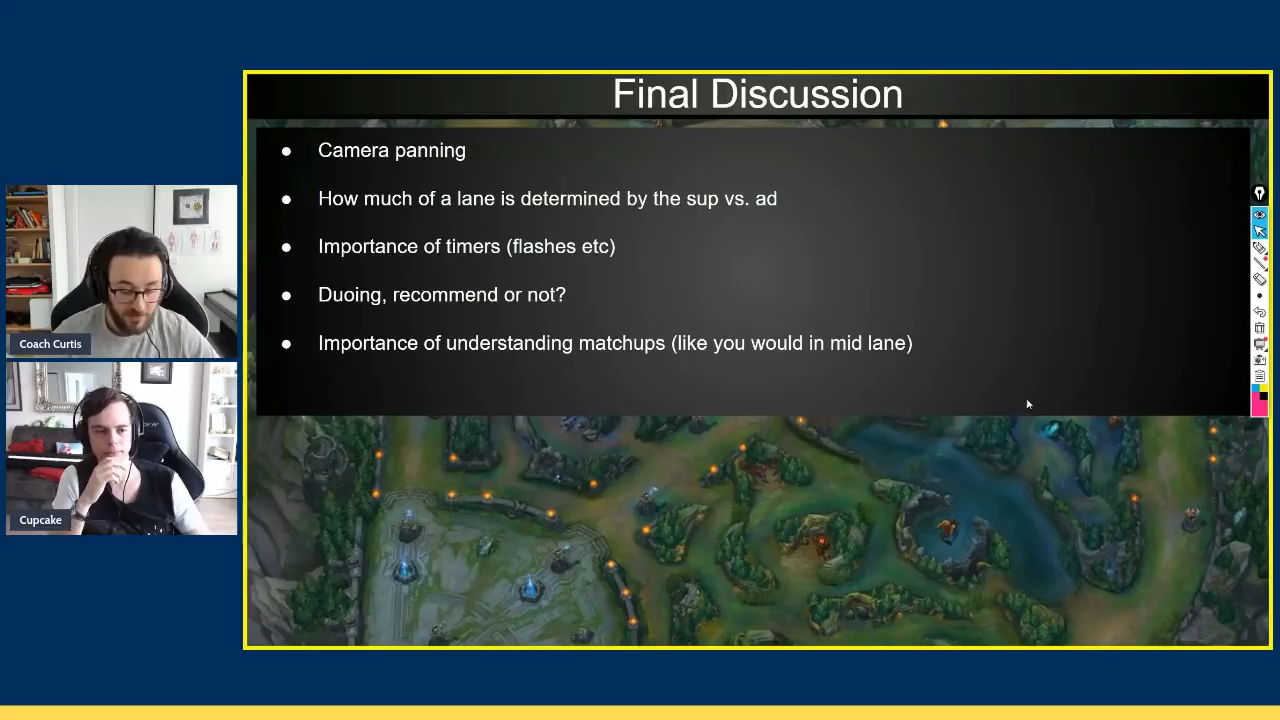 Final Discussion
● Camera panning
● How much of a lane is determined by the sup vs. ad
● Importance of timers (flashes etc)
● Duoing, recommend or not?
● Importance of understanding matchups (like you would in mid lane)
Coach Curtis
Cupcake